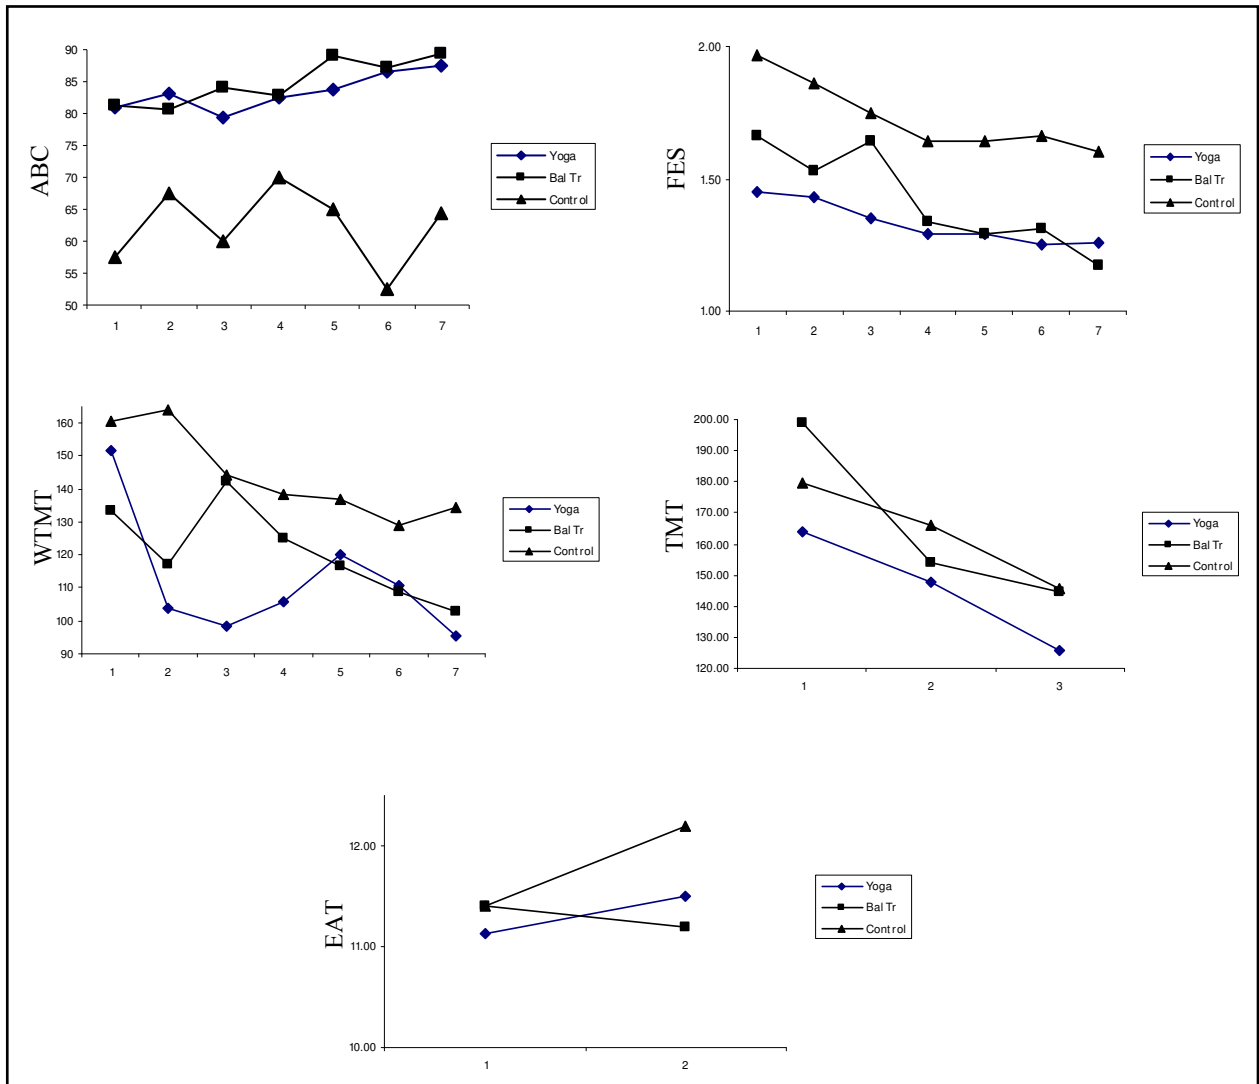 ABC
90
85
80
75
70
65
60
55
50
1 2 3 4 5 6 7
Yoga
Bal Tr
Control
FES
2.00
1.50
1.00
1 2 3 4 5 6 7
Yoga
Bal Tr
Control
WTMT
160
150
140
130
120
110
100
90
1 2 3 4 5 6 7
Yoga
Bal Tr
Control
TMT
200.00
190.00
180.00
170.00
160.00
150.00
140.00
130.00
120.00
1 2 3
Yoga
Bal Tr
Control
EAT
12.00
11.00
10.00
1 2
Yoga
Bal Tr
Control